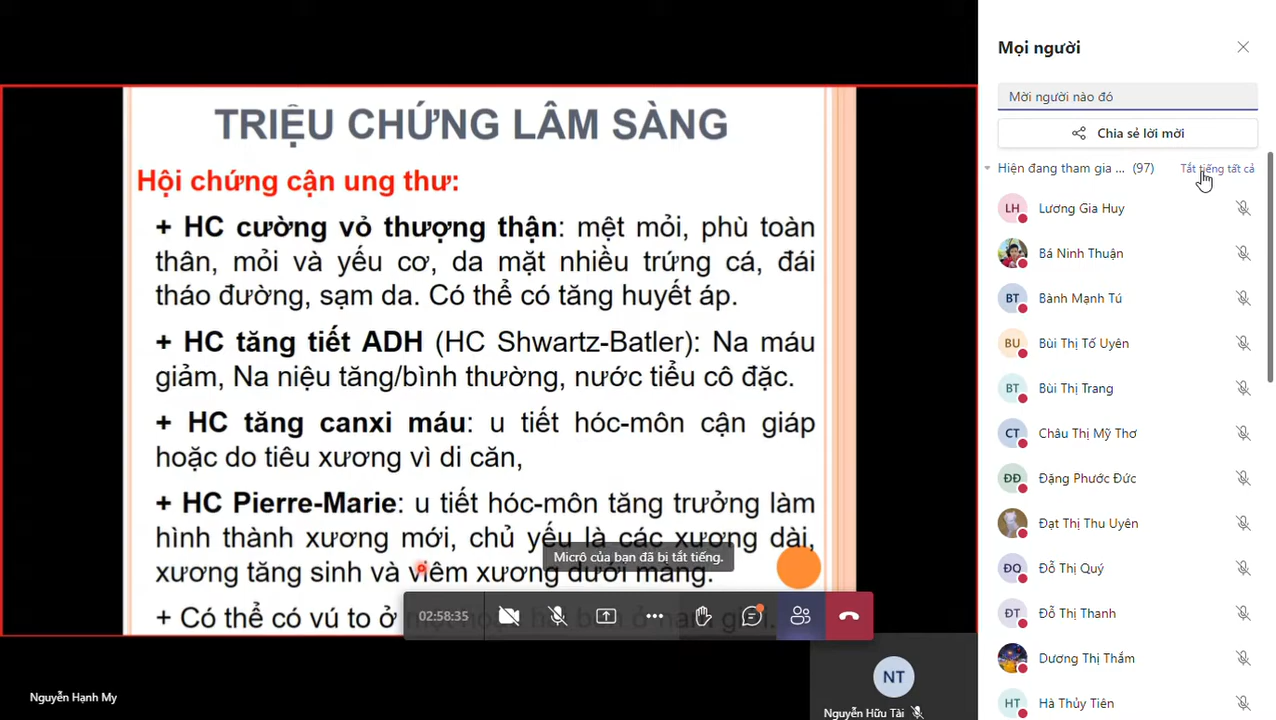 TRIỆU CHỨNG LÂM SÀNG
Hội chứng cận ung thư:
+ HC cường vỏ thượng thận: mệt mỏi, phù toàn
thân, mỏi và yếu cơ, da mặt nhiều trứng cá, đái
tháo đường, sạm da. Có thể có tăng huyết áp.
+ HC tăng tiết ADH (HC Shwartz-Batler): Na máu
giảm, Na niệu tăng/bình thường, nước tiểu cô đặc.
+ HC tăng canxi máu: u tiết hóc-môn cận giáp
hoặc do tiêu xương vì di căn,
+ HC Pierre-Marie: u tiết hóc-môn tăng trưởng làm
hình thành xương mới, chủ yếu là các xương dài,
xương tăng sinh và viêm xương dưới màng.
+ Có thể có vú to ở
Micrô của bạn đã bị tắt tiếng.
02:58:35
NT
Nguyễn Hữu Tài
Nguyễn Hạnh My
Mọi người
Mời người nào đó
Chia sẻ lời mời
Hiện đang tham gia ... (97) Tắt tiếng tất cả
LH Lương Gia Huy
Bá Ninh Thuận
BT Bành Mạnh Tú
BU Bùi Thị Tố Uyên
BT Bùi Thị Trang
CT Châu Thị Mỹ Thơ
ĐĐ Đặng Phước Đức
Đạt Thị Thu Uyên
ĐQ Đỗ Thị Quý
ĐT Đỗ Thị Thanh
Dương Thị Thắm
HT Hà Thủy Tiên